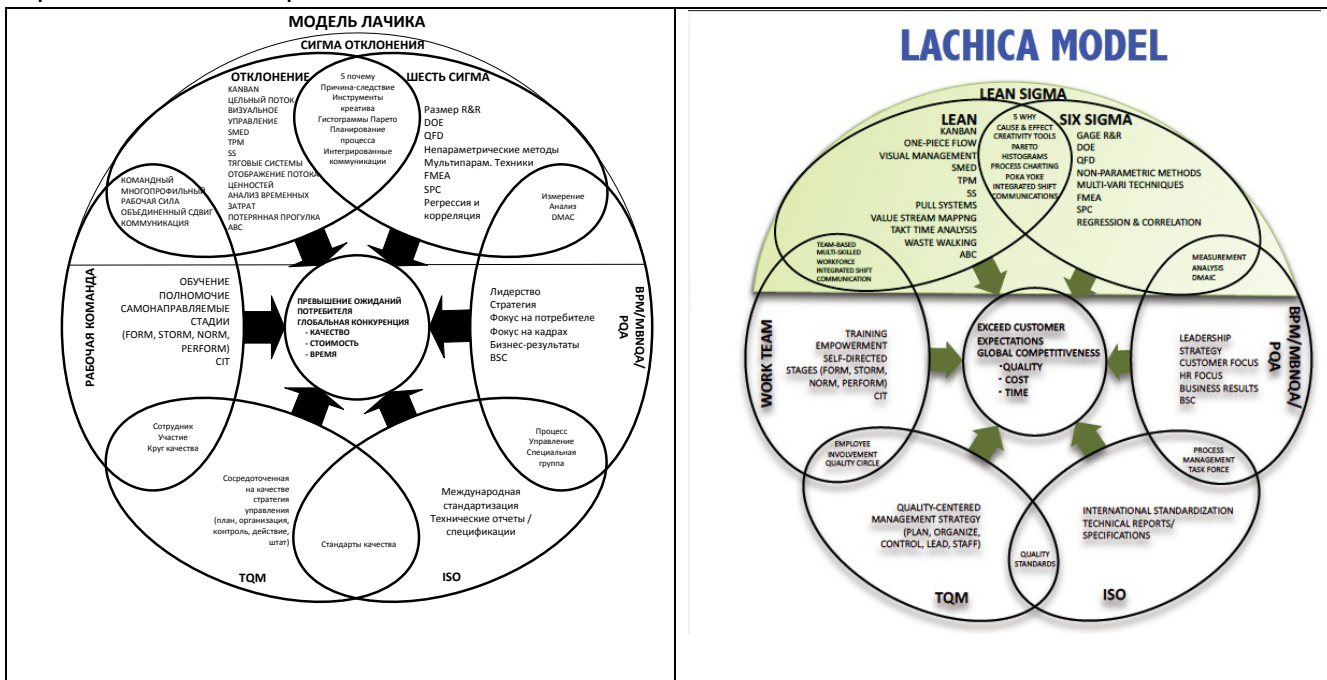 МОДЕЛЬ ЛАЧИКА
СИГМА ОТКЛОНЕНИЯ
ОТКЛОНЕНИЕ
KANBAN
ЦЕЛЬНЫЙ ПОТОК
ВИЗУАЛЬНОЕ
УПРАВЛЕНИЕ
SMED
TPM
SS
ТЯГОВЫЕ СИСТЕМЫ
ОТОБРАЖЕНИЕ ПОТОКА
ЦЕННОСТЕЙ
АНАЛИЗ ВРЕМЕННЫХ
ЗАТРАТ
ПОТЕРЯННАЯ ПРОГУЛКА
ABC
5 почему
Причина-следствие
Инструменты
креатива
Гистограммы Парето
Планирование
процесса
Интегрированные
коммуникации
ШЕСТЬ СИГМА
Размер R&R
DOE
QFD
Непараметрические методы
Мультипарам. Техники
FMEA
SPC
Регрессия и
корреляция
КОМАНДНЫЙ
МНОГОПРОФИЛЬНЫЙ
РАБОЧАЯ СИЛА
ОБЪЕДИНЕННЫЙ СДВИГ
КОММУНИКАЦИЯ
Измерение
Анализ
DMAC
РАБОЧАЯ КОМАНДА
ОБУЧЕНИЕ
ПОЛНОМОЧИЕ
САМОНАПРАВЛЯЕМЫЕ
СТАДИИ
(FORM, STORM, NORM,
PERFORM)
CIT
ПРЕВЫШЕНИЕ ОЖИДАНИЙ
ПОТРЕБИТЕЛЯ
ГЛОБАЛЬНАЯ КОНКУРЕНЦИЯ
- КАЧЕСТВО
- СТОИМОСТЬ
- ВРЕМЯ
Лидерство
Стратегия
Фокус на потребителе
Фокус на кадрах
Бизнес-результаты
BSC
BPM/MBNQA/
PQA
Сотрудник
Участие
Круг качества
Процесс
Управление
Специальная
группа
Сосредоточенная
на качестве
стратегия
управления
(план, организация,
контроль, действие,
штат)
Стандарты качества
Международная
стандартизация
Технические отчеты /
спецификации
TQM
ISO
LACHICA MODEL
LEAN SIGMA
LEAN
KANBAN
ONE-PIECE FLOW
VISUAL MANAGEMENT
SMED
TPM
5S
PULL SYSTEMS
VALUE STREAM MAPPNG
TAKT TIME ANALYSIS
WASTE WALKING
ABC
5 WHY
CAUSE & EFFECT
CREATIVITY TOOLS
PARETO
HISTOGRAMS
PROCESS CHARTING
POKA YOKE
INTEGRATED SHIFT
COMMUNICATIONS
SIX SIGMA
GAGE R&R
DOE
QFD
NON-PARAMETRIC METHODS
MULTI-VARI TECHNIQUES
FMEA
SPC
REGRESSION & CORRELATION
TEAM-BASED
MULTI-SKILLED
WORKFORCE
INTEGRATED SHIFT
COMMUNICATION
MEASUREMENT
ANALYSIS
DMAIC
WORK TEAM
TRAINING
EMPOWERMENT
SELF-DIRECTED
STAGES (FORM, STORM,
NORM, PERFORM)
CIT
EXCEED CUSTOMER
EXPECTATIONS
GLOBAL COMPETITIVENESS
•QUALITY
• COST
• TIME
LEADERSHIP
STRATEGY
CUSTOMER FOCUS
HR FOCUS
BUSINESS RESULTS
BSC
BPM/MBNQA/
PQA
EMPLOYEE
INVOLVEMENT
QUALITY CIRCLE
PROCESS
MANAGEMENT
TASK FORCE
QUALITY-CENTERED
MANAGEMENT STRATEGY
(PLAN, ORGANIZE,
CONTROL, LEAD, STAFF)
QUALITY
STANDARDS
INTERNATIONAL STANDARDIZATION
TECHNICAL REPORTS/
SPECIFICATIONS
TQM
ISO